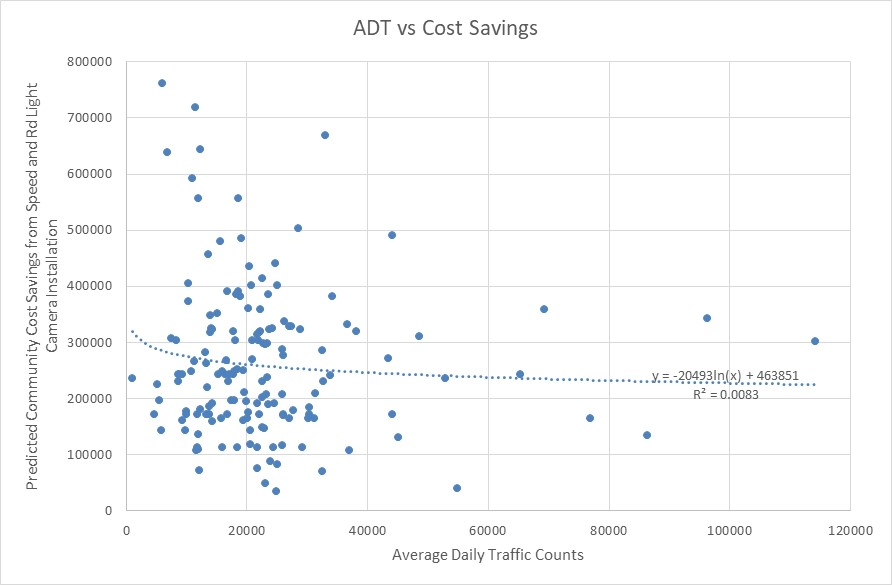 ADT vs Cost Savings
Predicted Community Cost Savings from Speed and Rd Light
Camera Installation
800000
700000
600000
500000
400000
300000
200000
100000
0
y = -20493ln(x) + 463851
R² = 0.0083
0 20000 40000 60000 80000 100000 120000
Average Daily Traffic Counts